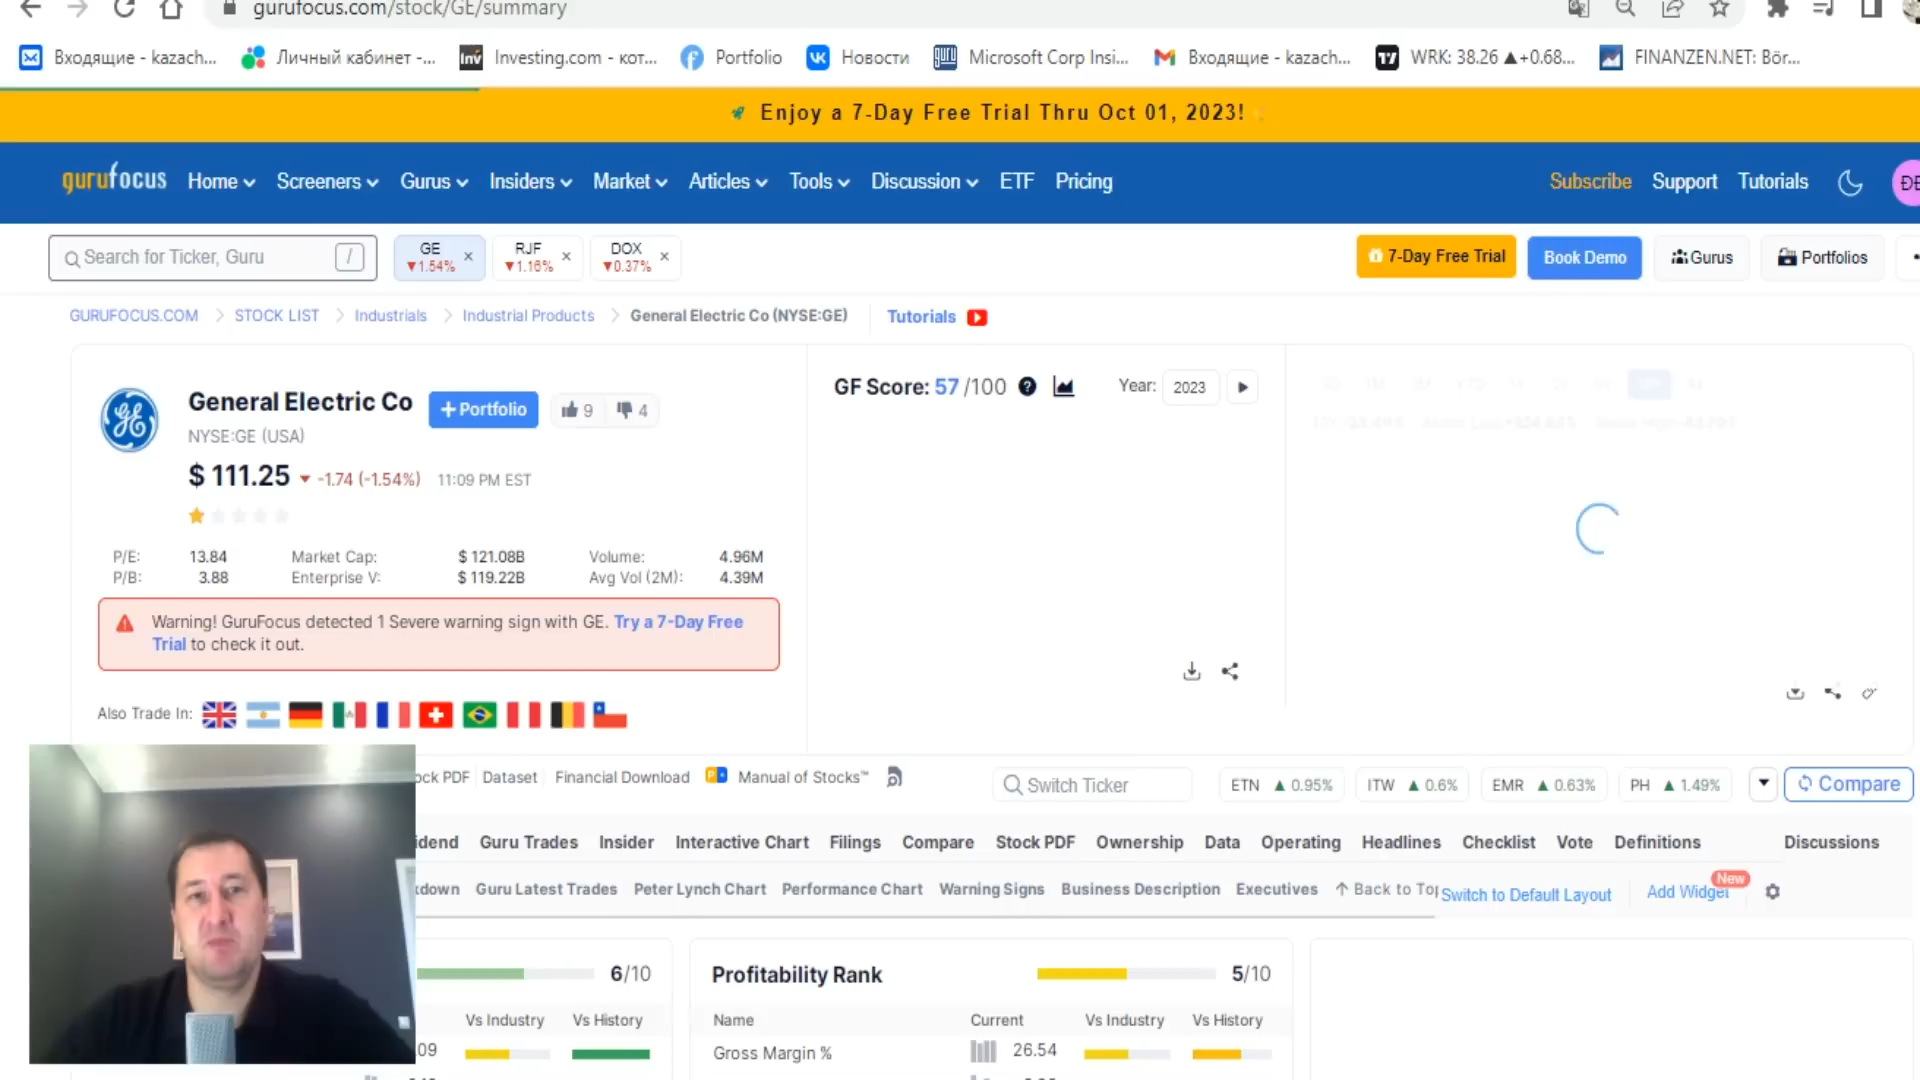 gurufocus.com/stock/GE/summary
Входящие - kazach...
Личный кабинет -...
Inv
Investing.com - кот...
Portfolio
Новости
guru
Microsoft Corp Insi...
Входящие - kazach...
WRK: 38.26 ▲+0.68...
FINANZEN.NET: Bör...
Enjoy a 7-Day Free Trial Thru Oct 01, 2023!
gurufocus
Home
Screeners
Gurus
Insiders
Market
Articles
Tools
Discussion
ETF
Pricing
Subscribe
Support
Tutorials
Search for Ticker, Guru
/
GE
▼1.54%
RJF
▼1.16%
DOX
▼0.37%
7-Day Free Trial
Book Demo
Gurus
Portfolios
GURUFOCUS.COM
STOCK LIST
Industrials
Industrial Products
General Electric Co (NYSE:GE)
Tutorials
General Electric Co
+Portfolio
9
4
NYSE:GE (USA)
$ 111.25 ▼ -1.74 (-1.54%) 11:09 PM EST
P/E: 13.84 Market Cap: $ 121.08B Volume: 4.96M
P/B: 3.88 Enterprise V: $ 119.22B Avg Vol (2M): 4.39M
Warning! GuruFocus detected 1 Severe warning sign with GE. Try a 7-Day Free
Trial to check it out.
Also Trade In:
GF Score: 57 /100
Year: 2023
ock PDF
Dataset
Financial Download
Manual of Stocks™
Switch Ticker
ETN ▲ 0.95%
ITW ▲ 0.6%
EMR ▲ 0.63%
PH ▲ 1.49%
Compare
idend
Guru Trades
Insider
Interactive Chart
Filings
Compare
Stock PDF
Ownership
Data
Operating
Headlines
Checklist
Vote
Definitions
Discussions
kdown
Guru Latest Trades
Peter Lynch Chart
Performance Chart
Warning Signs
Business Description
Executives
Back to Top
Switch to Default Layout
Add Widget
New
6/10
Vs Industry
Vs History
.09
Profitability Rank
5/10
Name
Current
Vs Industry
Vs History
Gross Margin %
26.54